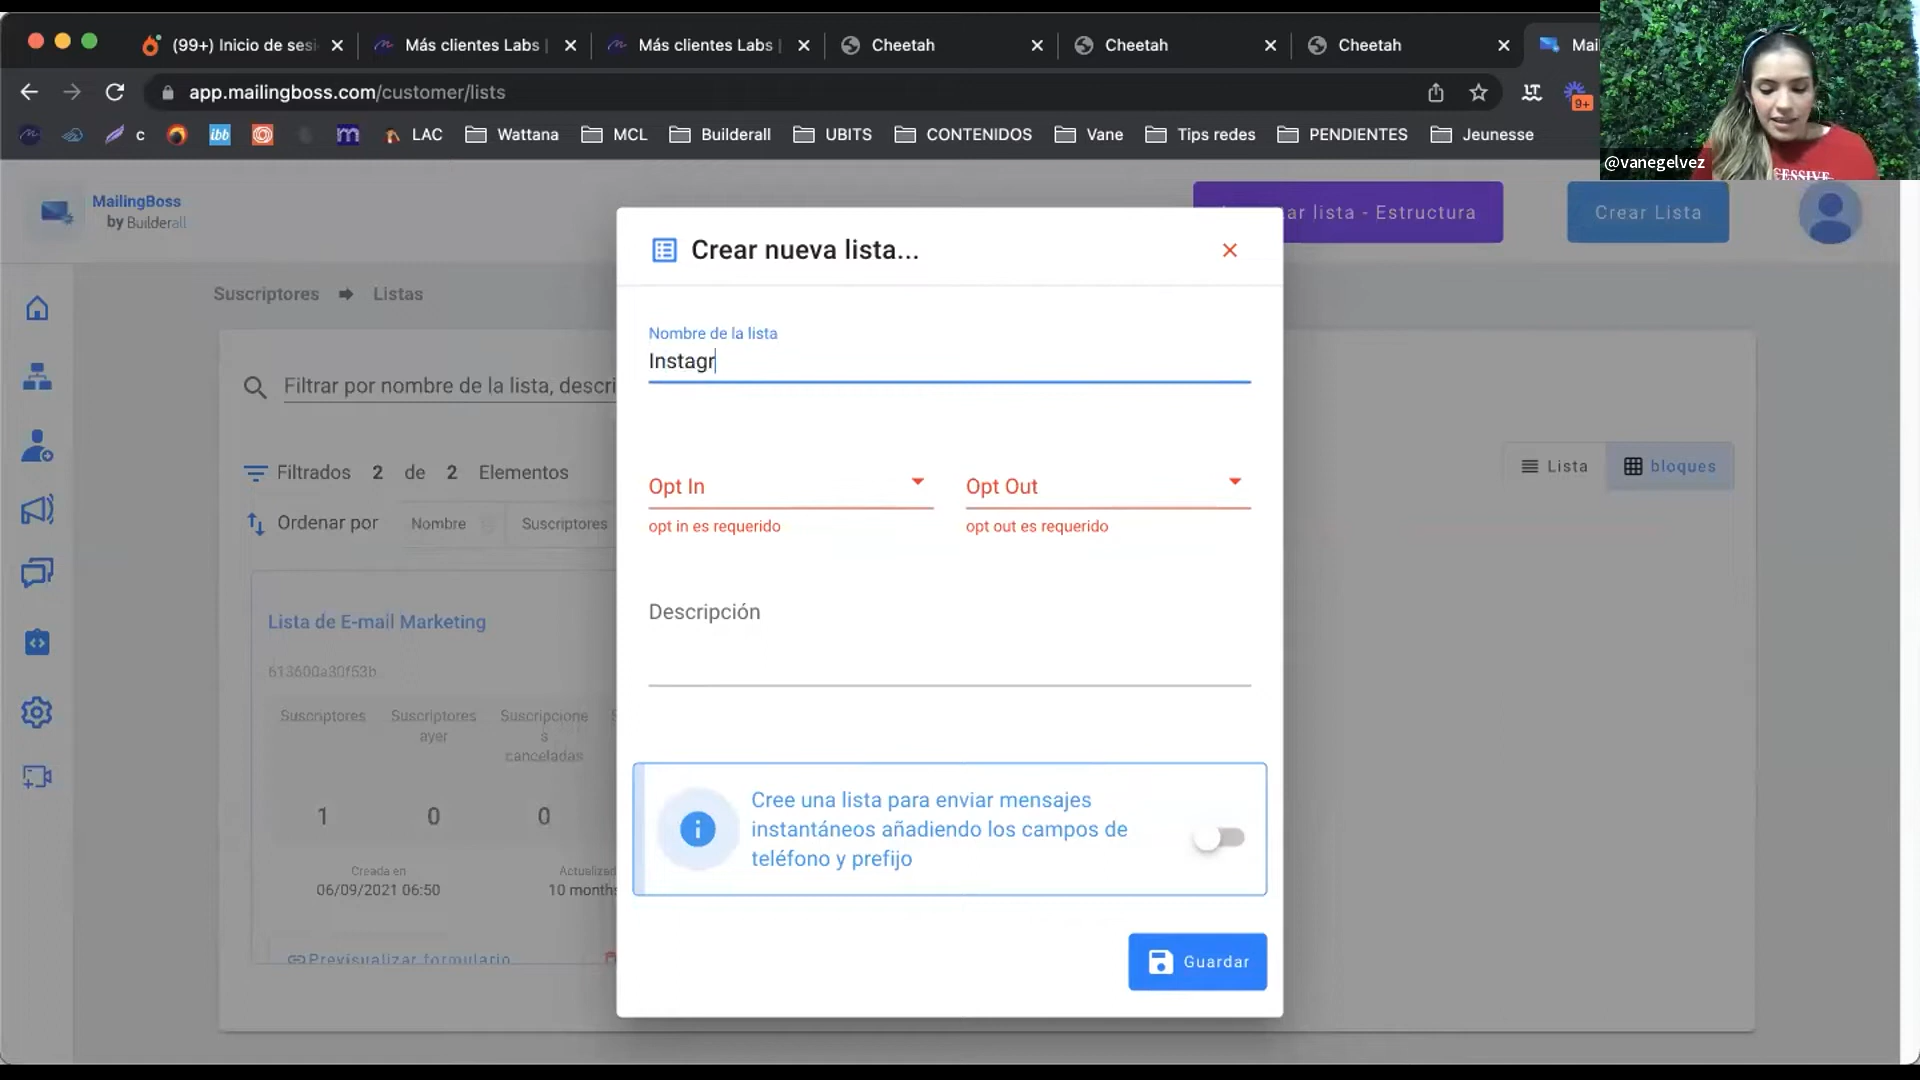 (99+) Inicio de sesi
Más clientes Labs |
Más clientes Labs |
Cheetah
Cheetah
Cheetah
Mai
app.mailingboss.com/customer/lists
9+
c
ibb
LAC
Wattana
MCL
Builderall
UBITS
CONTENIDOS
Vane
Tips redes
PENDIENTES
Jeunesse
@vanegelvez
MailingBoss
by Builderall
ar lista - Estructura
Crear Lista
Suscriptores
Listas
Filtrar por nombre de la lista, descri
Filtrados 2 de 2 Elementos
Lista
bloques
Ordenar por
Nombre
Suscriptores
Lista de E-mail Marketing
613600a30f53b
Suscriptores
Suscriptores
ayer
Suscripcione
s
canceladas
1
0
0
Creada en
06/09/2021 06:50
Actualizad
10 months
Previsualizar formulario
Crear nueva lista...
Nombre de la lista
Instagr
Opt In
opt in es requerido
Opt Out
opt out es requerido
Descripción
Cree una lista para enviar mensajes
instantáneos añadiendo los campos de
teléfono y prefijo
Guardar